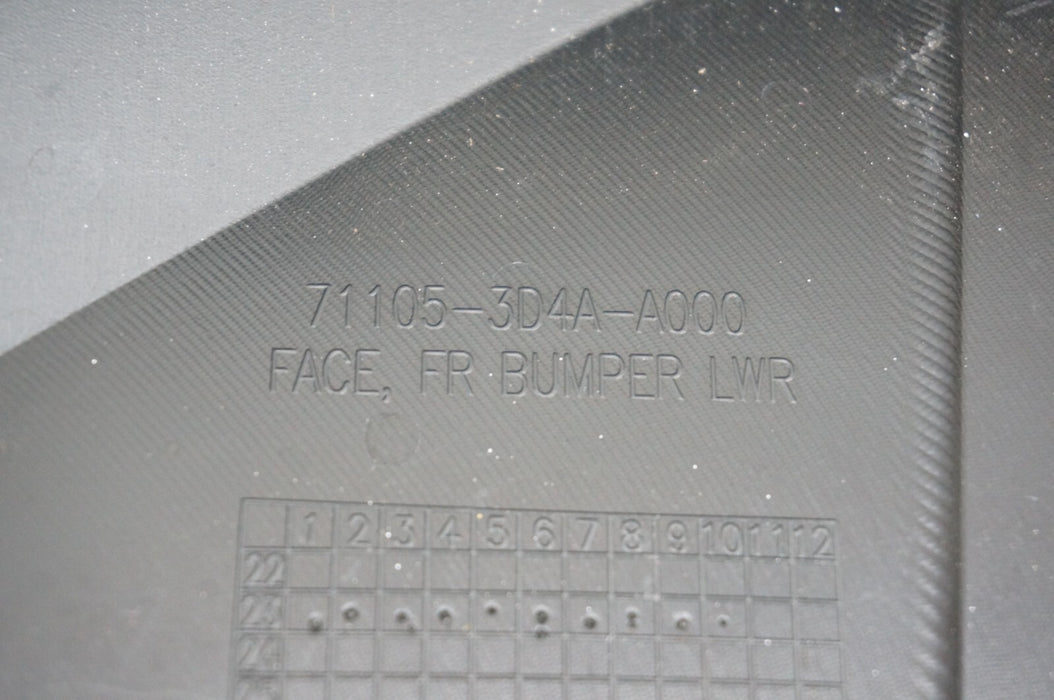 71105-3D4A-A000
FACE, FR BUMPER LWR
1 2 3 4 5 6 7 8 9 10 11 12
22
23
24